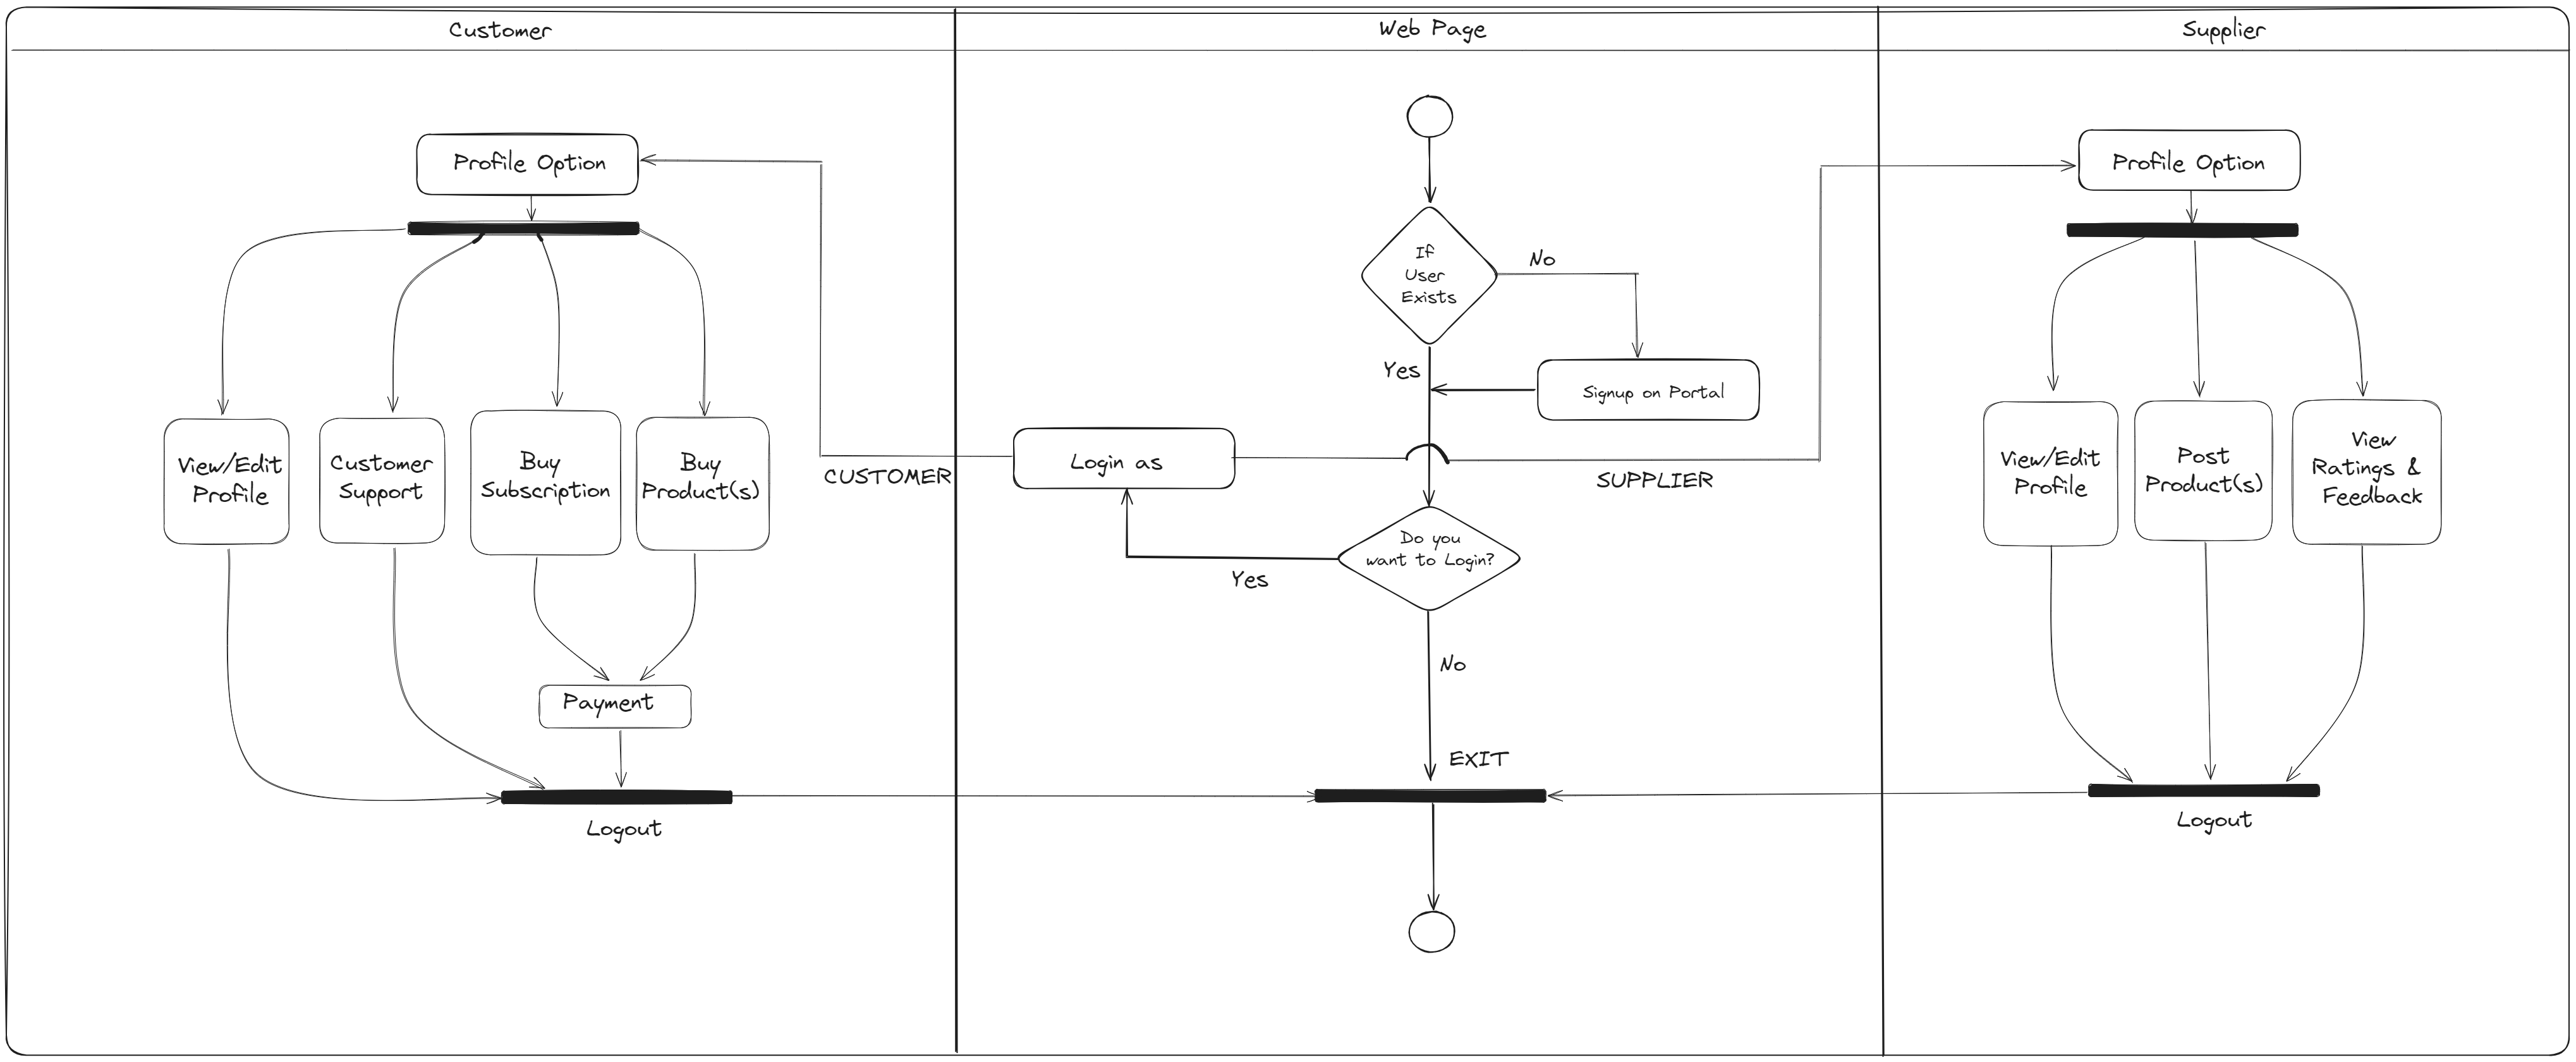 Customer
Web Page
Supplier
Profile Option
Profile Option
If
User
Exists
No
Yes
Signup on Portal
Login as
CUSTOMER
SUPPLIER
View/Edit
Profile
Customer
Support
Buy
Subscription
Buy
Product(s)
View/Edit
Profile
Post
Product(s)
View
Ratings &
Feedback
Do you
want to Login?
Yes
No
Payment
EXIT
Logout
Logout